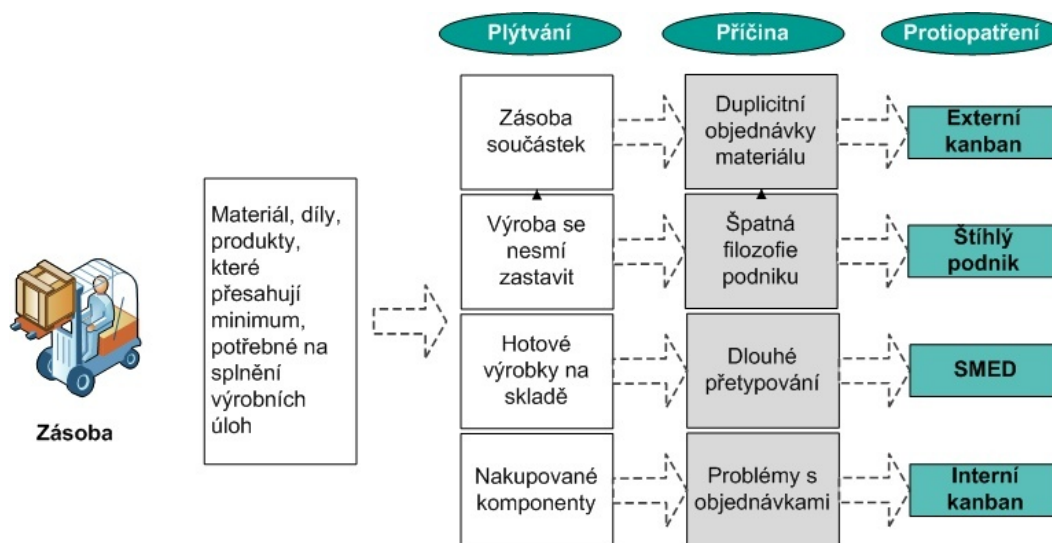 Plýtvání
Příčina
Protiopatření
Zásoba
součástek
Duplicitní
objednávky
materiálu
Externí
kanban
Materiál, díly,
produkty,
které
přesahují
minimum,
potřebné na
splnění
výrobních
úloh
Výroba se
nesmí
zastavit
Špatná
filozofie
podniku
Štíhlý
podnik
Zásoba
Hotové
výrobky na
skladě
Dlouhé
přetypování
SMED
Nakupované
komponenty
Problémy s
objednávkami
Interní
kanban